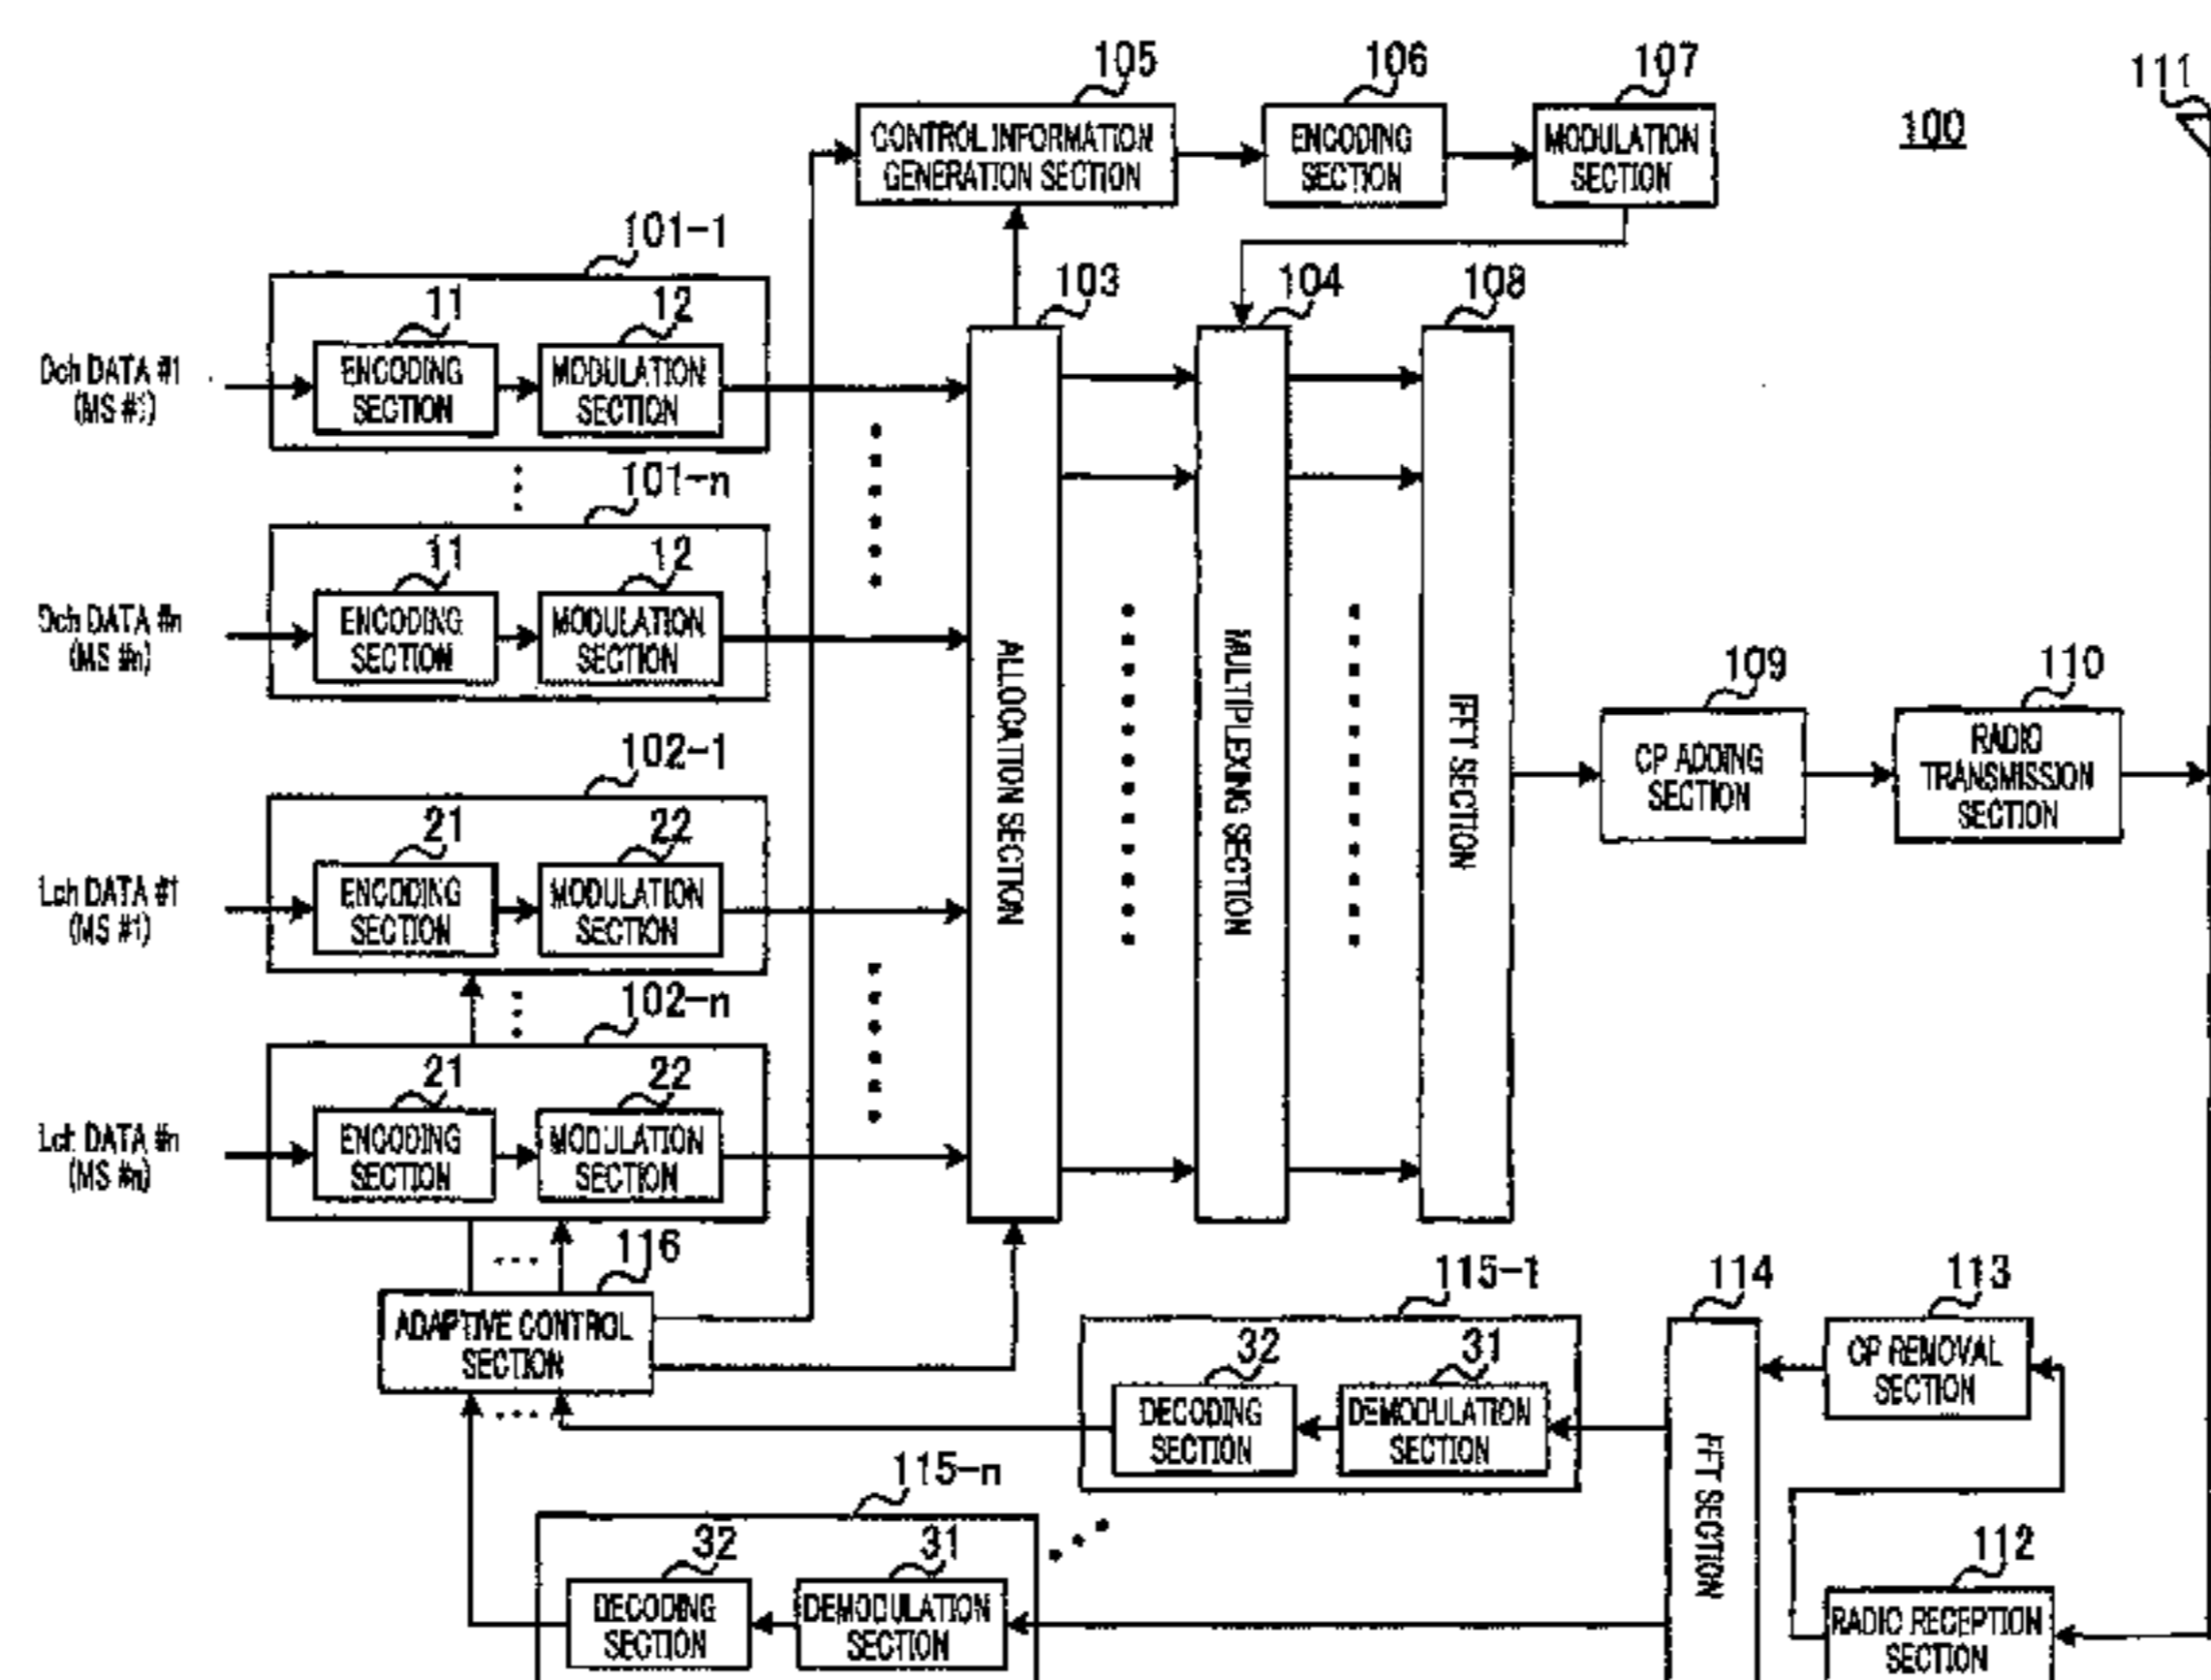 105
106
107
111
100
CONTROL INFORMATION
GENERATION SECTION
ENCODING
SECTION
MODULATION
SECTION
101-1
103
104
108
11
12
Dch DATA #1
(MS #1)
ENCODING
SECTION
MODULATION
SECTION
101-n
11
12
Dch DATA #n
(MS #n)
ENCODING
SECTION
MODULATION
SECTION
ALLOCATION SECTION
MULTIPLEXING SECTION
IFFT SECTION
109
110
CP ADDING
SECTION
RADIO
TRANSMISSION
SECTION
102-1
21
22
Lch DATA #1
(MS #1)
ENCODING
SECTION
MODULATION
SECTION
102-n
21
22
Lch DATA #n
(MS #n)
ENCODING
SECTION
MODULATION
SECTION
116
ADAPTIVE CONTROL
SECTION
115-1
114
113
32
31
DECODING
SECTION
DEMODULATION
SECTION
CP REMOVAL
SECTION
FFT SECTION
115-n
32
31
DECODING
SECTION
DEMODULATION
SECTION
112
RADIO RECEPTION
SECTION